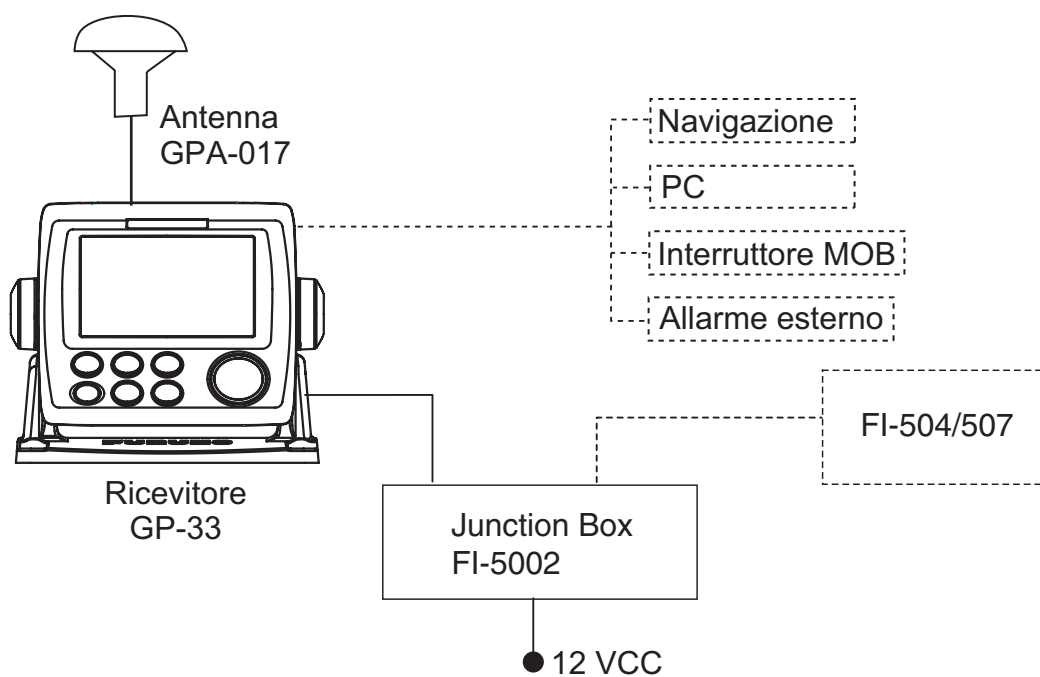 Antenna
GPA-017
Navigazione
PC
Interruttore MOB
Allarme esterno
FURUNO
FI-504/507
Ricevitore
GP-33
Junction Box
FI-5002
12 VCC